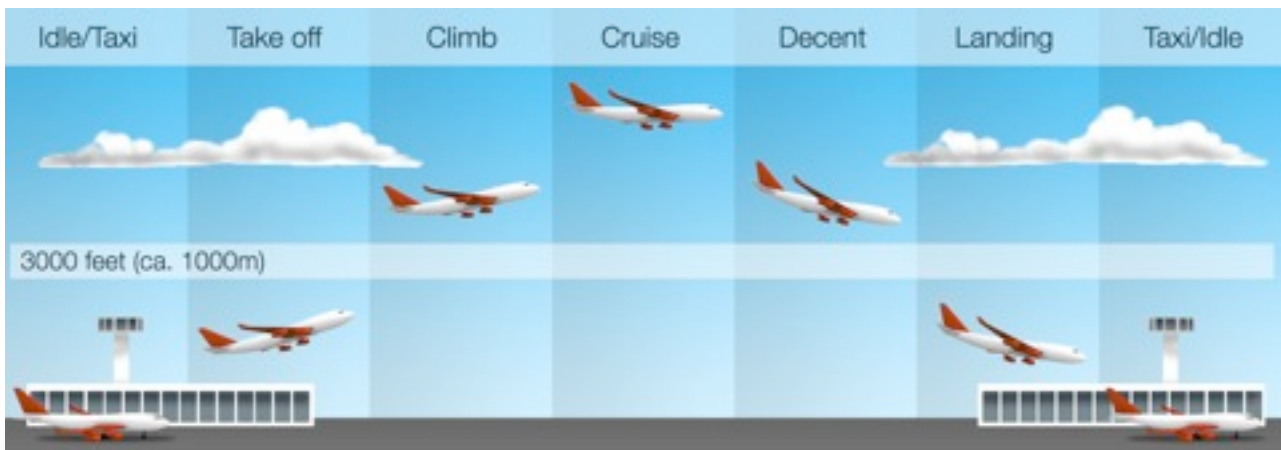 Idle/Taxi Take off Climb Cruise Decent Landing Taxi/Idle
3000 feet (ca. 1000m)